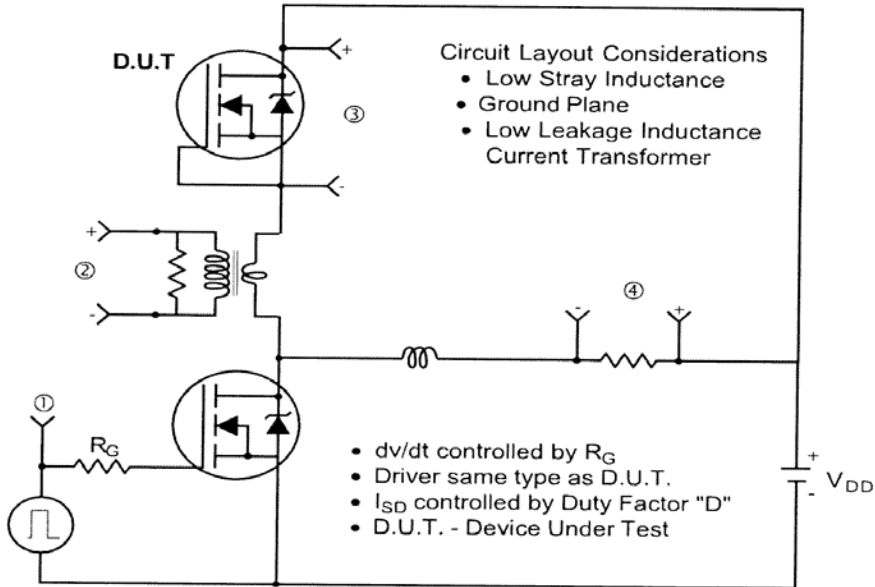 D.U.T
+
③
-
Circuit Layout Considerations
• Low Stray Inductance
• Ground Plane
• Low Leakage Inductance
Current Transformer
+
②
-
④
-
+
①
R_G
• dv/dt controlled by R_G
• Driver same type as D.U.T.
• I_SD controlled by Duty Factor "D"
• D.U.T. - Device Under Test
+
-
V_DD